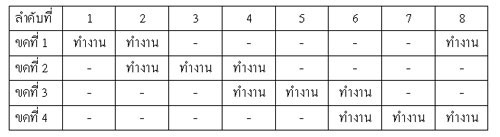 ลำดับที่ 1 2 3 4 5 6 7 8
ขดที่ 1 ทำงาน ทำงาน - - - - - ทำงาน
ขดที่ 2 - ทำงาน ทำงาน ทำงาน - - - -
ขดที่ 3 - - - ทำงาน ทำงาน ทำงาน - -
ขดที่ 4 - - - - - ทำงาน ทำงาน ทำงาน